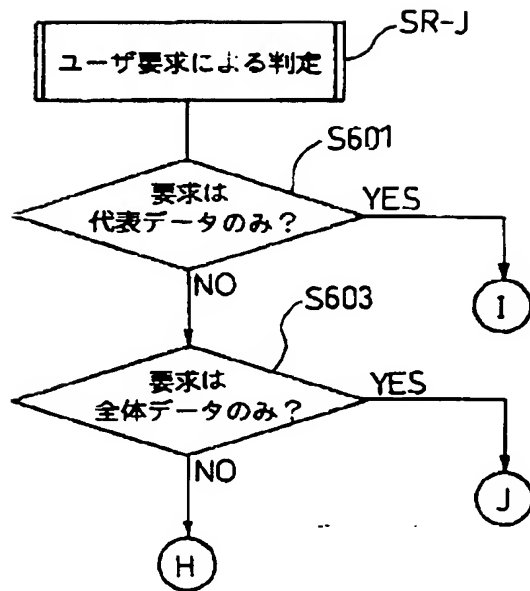 SR-J
ユーザ要求による判定
S601
要求は
代表データのみ?
YES
I
NO
S603
要求は
全体データのみ?
YES
J
NO
H